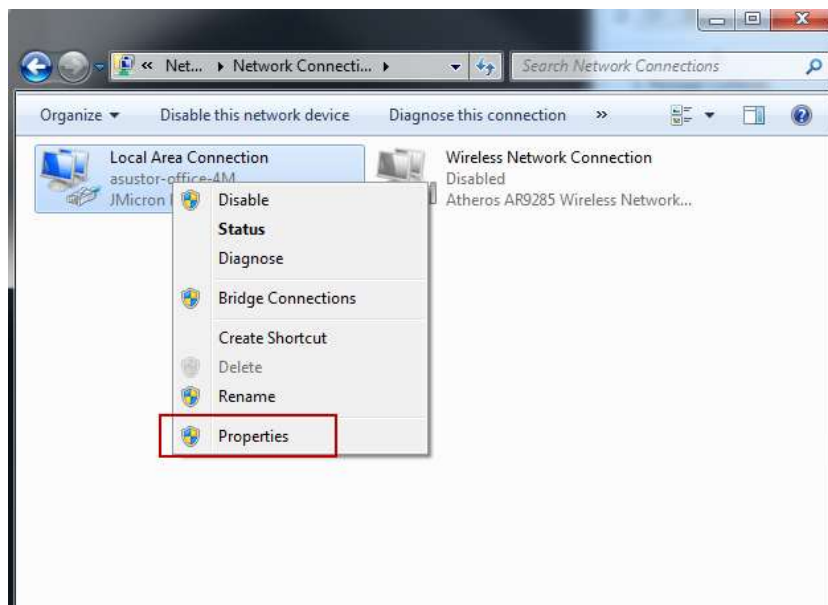 « Net... Network Connecti...
Search Network Connections
Organize Disable this network device Diagnose this connection »
Local Area Connection
asustor-office-4M
JMicron
Wireless Network Connection
Disabled
Atheros AR9285 Wireless Network...
Disable
Status
Diagnose
Bridge Connections
Create Shortcut
Delete
Rename
Properties